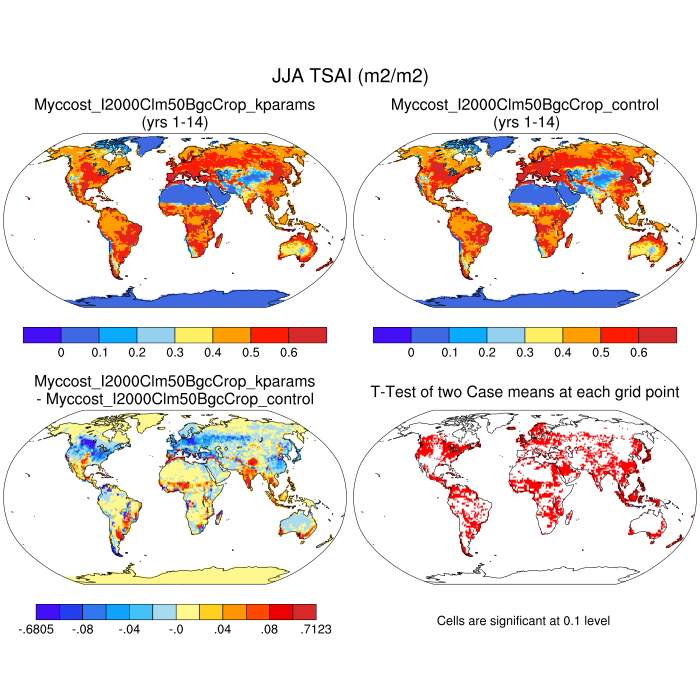 JJA TSAI (m2/m2)
Myccost_I2000Clm50BgcCrop_kparams
(yrs 1-14)
Myccost_I2000Clm50BgcCrop_control
(yrs 1-14)
0 0.1 0.2 0.3 0.4 0.5 0.6
0 0.1 0.2 0.3 0.4 0.5 0.6
Myccost_I2000Clm50BgcCrop_kparams
- Myccost_I2000Clm50BgcCrop_control
T-Test of two Case means at each grid point
-.6805 -.08 -.04 -.0 .04 .08 .7123
Cells are significant at 0.1 level